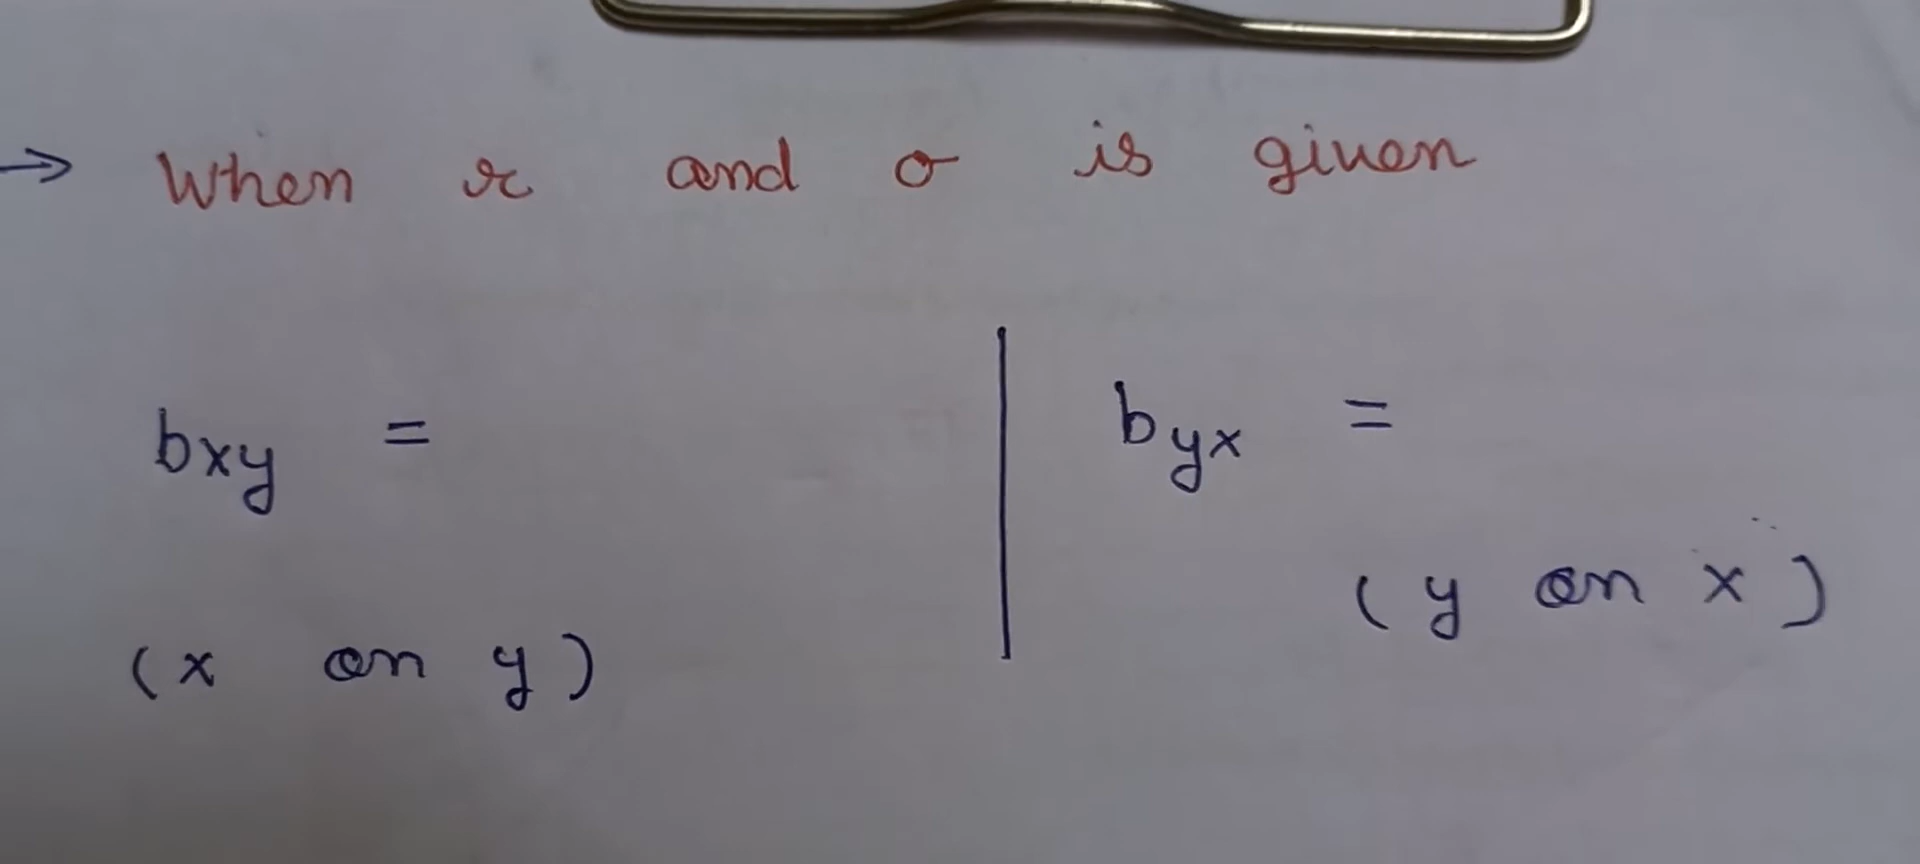 → When r and σ is given
bxy =
(x on y)
byx =
(y on x)